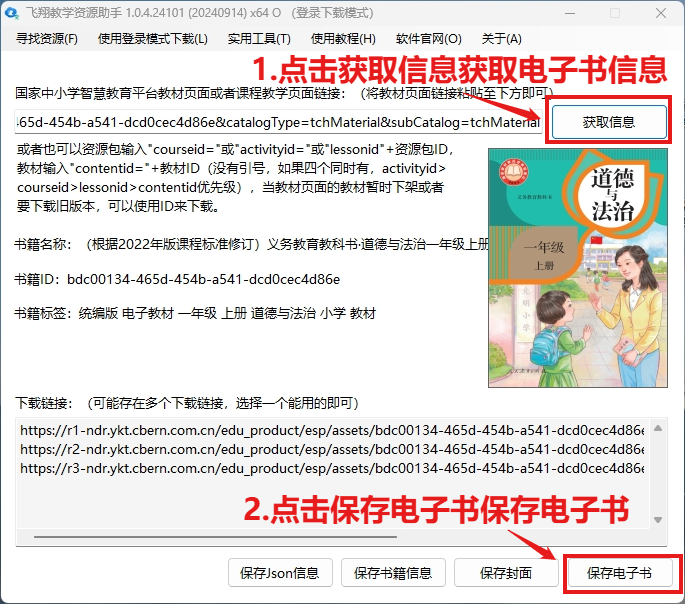 飞翔教学资源助手 1.0.4.24101 (20240914) x64 O （登录下载模式）
寻找资源(F) 使用登录模式下载(L) 实用工具(T) 使用教程(H) 软件官网(O) 关于(A)
1.点击获取信息获取电子书信息
国家中小学智慧教育平台教材页面或者课程教学页面链接：（将教材页面链接粘贴至下方即可）
465d-454b-a541-dcd0cec4d86e&catalogType=tchMaterial&subCatalog=tchMaterial
获取信息
或者也可以资源包输入"courseid="或"activityid="或"lessonid"+资源包ID，
教材输入"contentid="+教材ID（没有引号，如果四个同时有，activityid>
courseid>lessonid>contentid优先级），当教材页面的教材暂时下架或者
要下载旧版本，可以使用ID来下载。
书籍名称：（根据2022年版课程标准修订）义务教育教科书·道德与法治一年级上册
书籍ID：bdc00134-465d-454b-a541-dcd0cec4d86e
书籍标签：统编版 电子教材 一年级 上册 道德与法治 小学 教材
义务教育教科书
道德
与
法治
一年级
上册
下载链接：（可能存在多个下载链接，选择一个能用的即可）
https://r1-ndr.ykt.cbern.com.cn/edu_product/esp/assets/bdc00134-465d-454b-a541-dcd0cec4d86e
https://r2-ndr.ykt.cbern.com.cn/edu_product/esp/assets/bdc00134-465d-454b-a541-dcd0cec4d86e
https://r3-ndr.ykt.cbern.com.cn/edu_product/esp/assets/bdc00134-465d-454b-a541-dcd0cec4d86e
2.点击保存电子书保存电子书
保存Json信息 保存书籍信息 保存封面 保存电子书